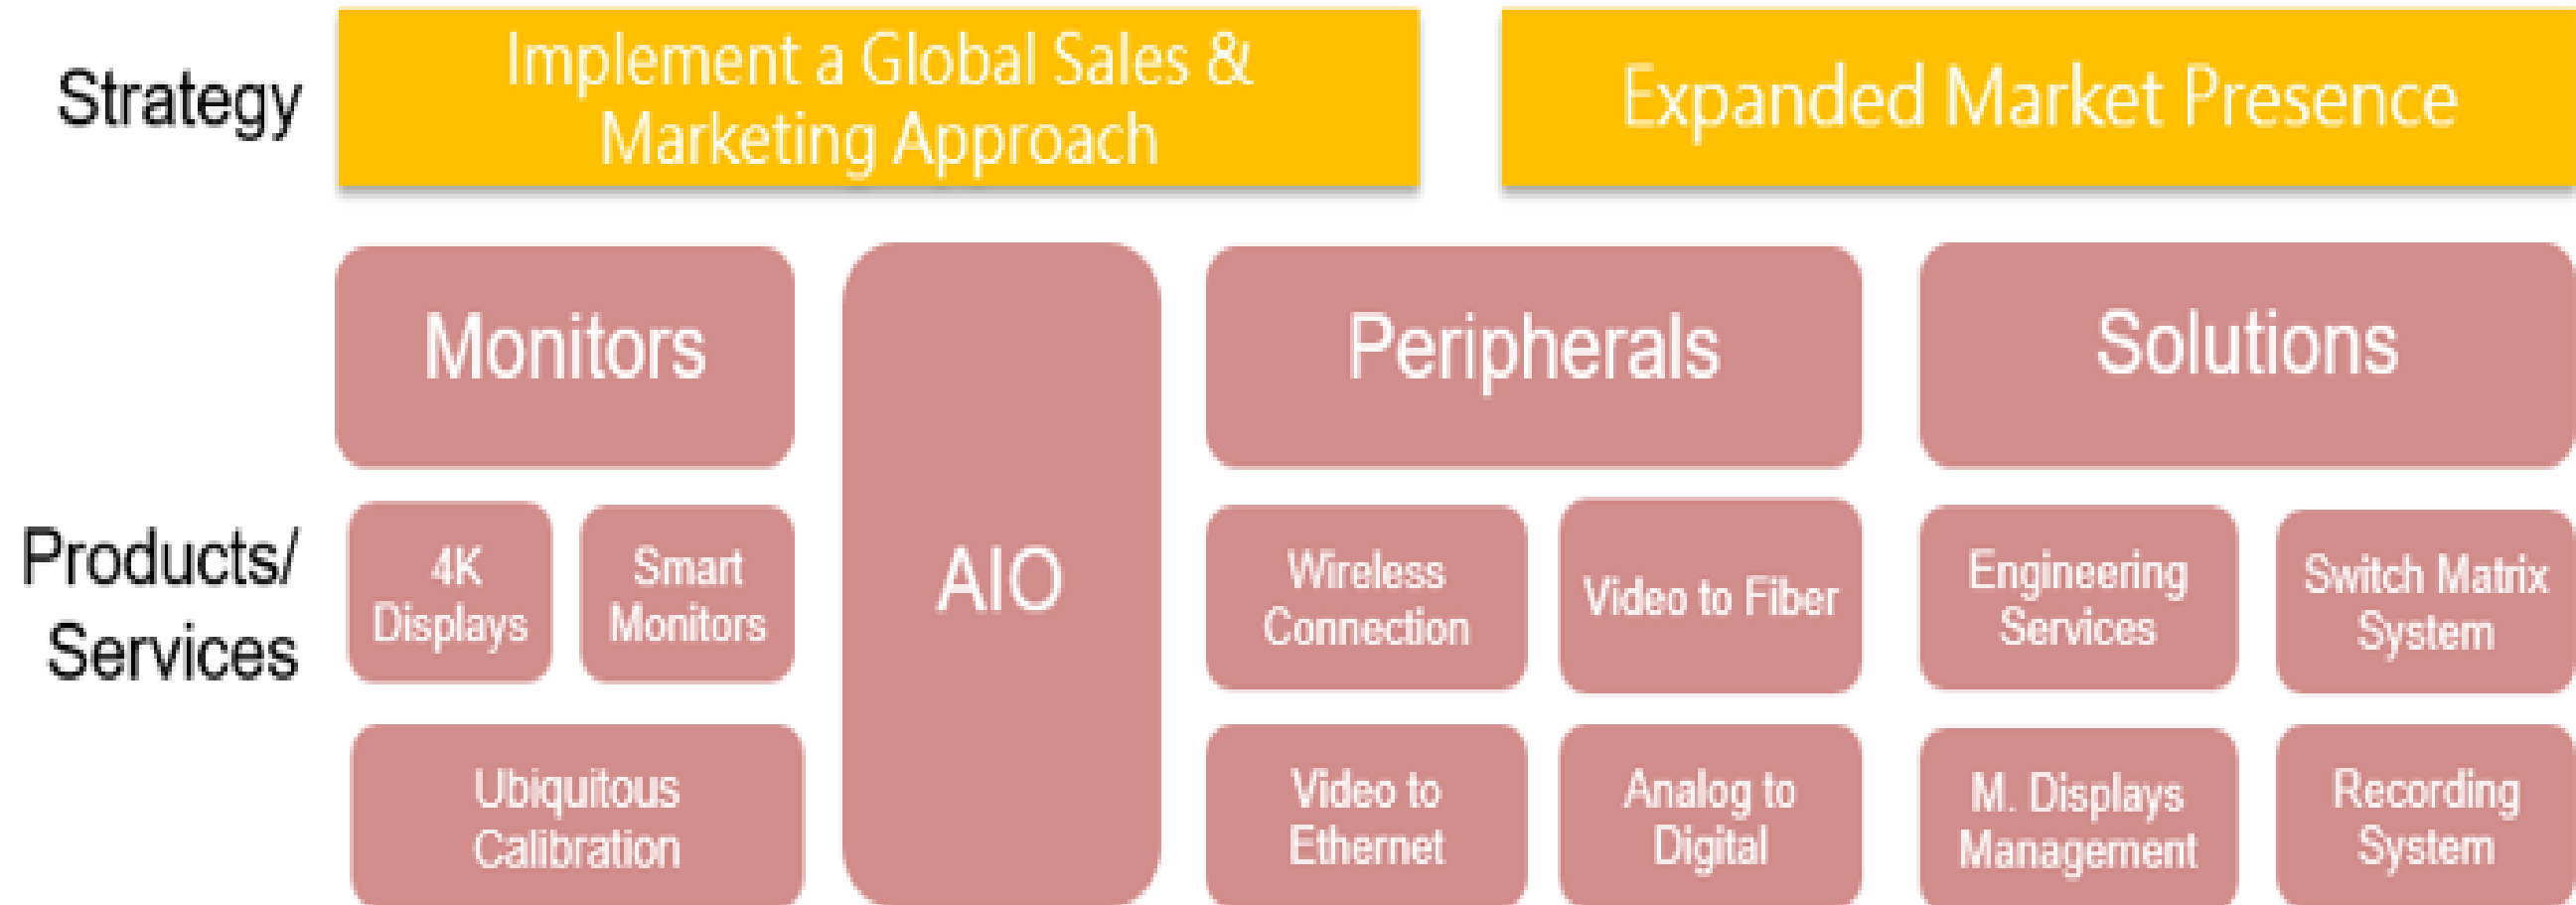 Strategy
Implement a Global Sales &
Marketing Approach
Expanded Market Presence
Products/
Services
Monitors
4K
Displays
Smart
Monitors
Ubiquitous
Calibration
AIO
Peripherals
Wireless
Connection
Video to Fiber
Video to
Ethernet
Analog to
Digital
Solutions
Engineering
Services
Switch Matrix
System
M. Displays
Management
Recording
System